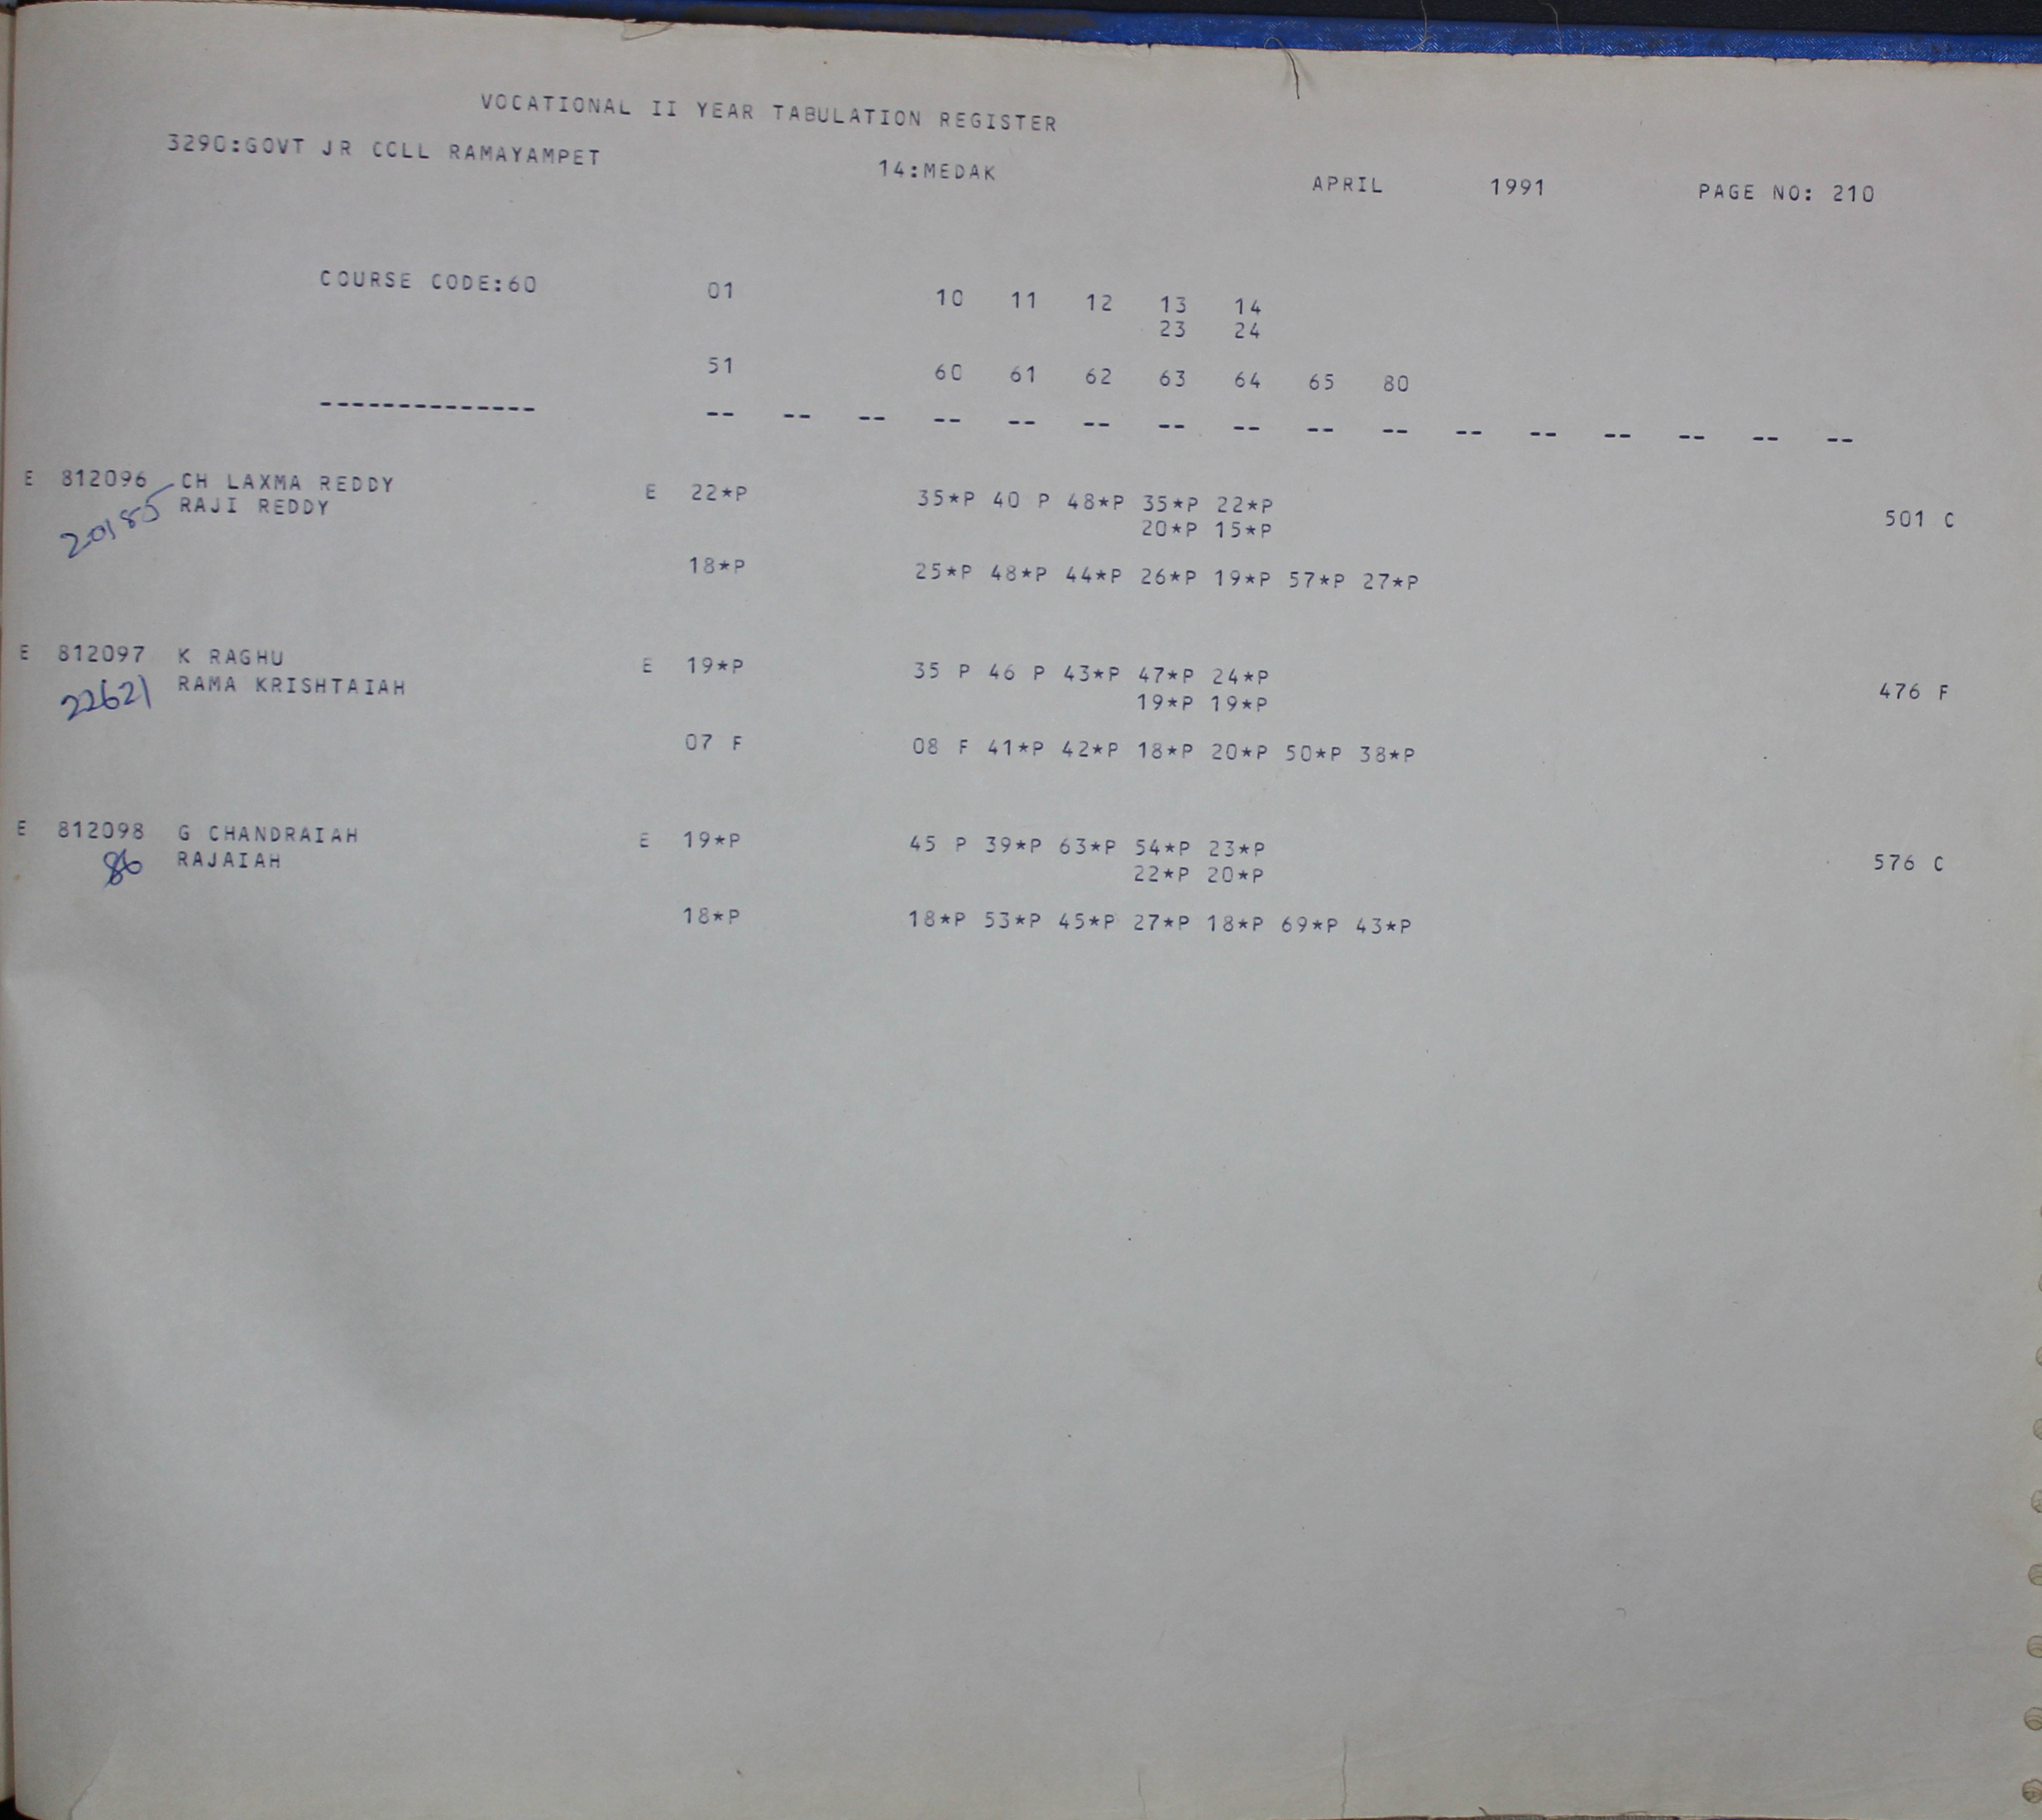 VOCATIONAL II YEAR TABULATION REGISTER
3290:GOVT JR CCLL RAMAYAMPET 14:MEDAK APRIL 1991 PAGE NO: 210
COURSE CODE:60 01 10 11 12 13 14
23 24
51 60 61 62 63 64 65 80
-------------- -- -- -- -- -- -- -- -- -- -- -- -- -- -- -- --
E 812096 CH LAXMA REDDY E 22*P 35*P 40 P 48*P 35*P 22*P 501 C
20185 RAJI REDDY 20*P 15*P
18*P 25*P 48*P 44*P 26*P 19*P 57*P 27*P
E 812097 K RAGHU E 19*P 35 P 46 P 43*P 47*P 24*P 476 F
22621 RAMA KRISHTAIAH 19*P 19*P
07 F 08 F 41*P 42*P 18*P 20*P 50*P 38*P
E 812098 G CHANDRAIAH E 19*P 45 P 39*P 63*P 54*P 23*P 576 C
86 RAJAIAH 22*P 20*P
18*P 18*P 53*P 45*P 27*P 18*P 69*P 43*P